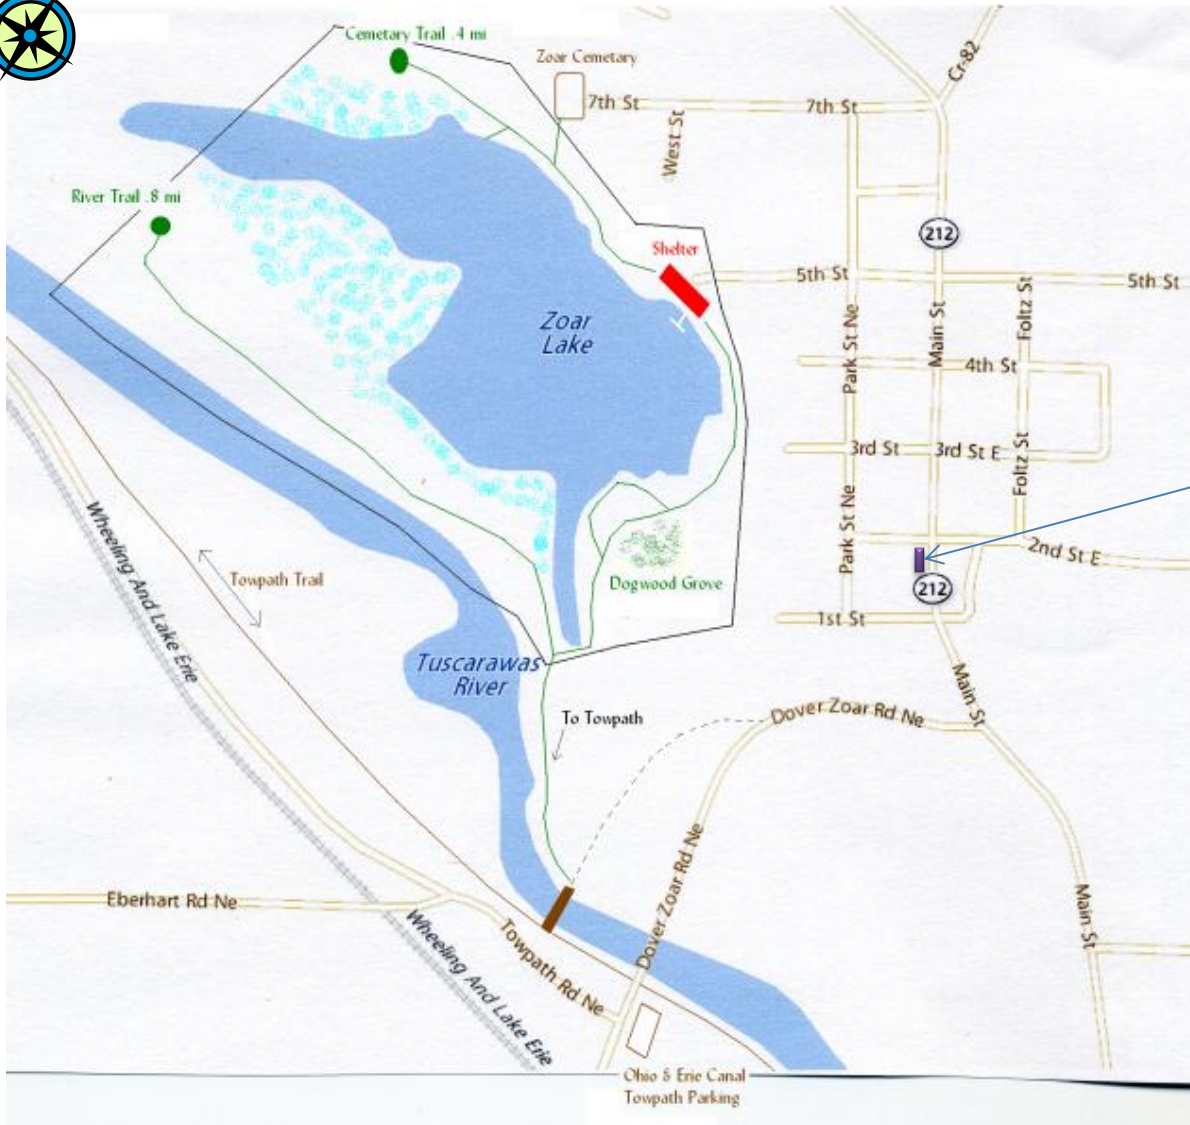 Cemetary Trail .4 mi
Zoar Cemetary
Cr-82
7th St
7th St
West St
River Trail .8 mi
212
Shelter
5th St
5th St
Zoar
Lake
Park St Ne
Main St
Foltz St
4th St
3rd St
3rd St E
Foltz St
Park St Ne
2nd St E
Wheeling And Lake Erie
Towpath Trail
Dogwood Grove
212
1st St
Tuscarawas
River
Main St
To Towpath
Dover Zoar Rd Ne
Dover Zoar Rd Ne
Eberhart Rd Ne
Main St
Wheeling And Lake Erie
Towpath Rd Ne
Ohio & Erie Canal
Towpath Parking